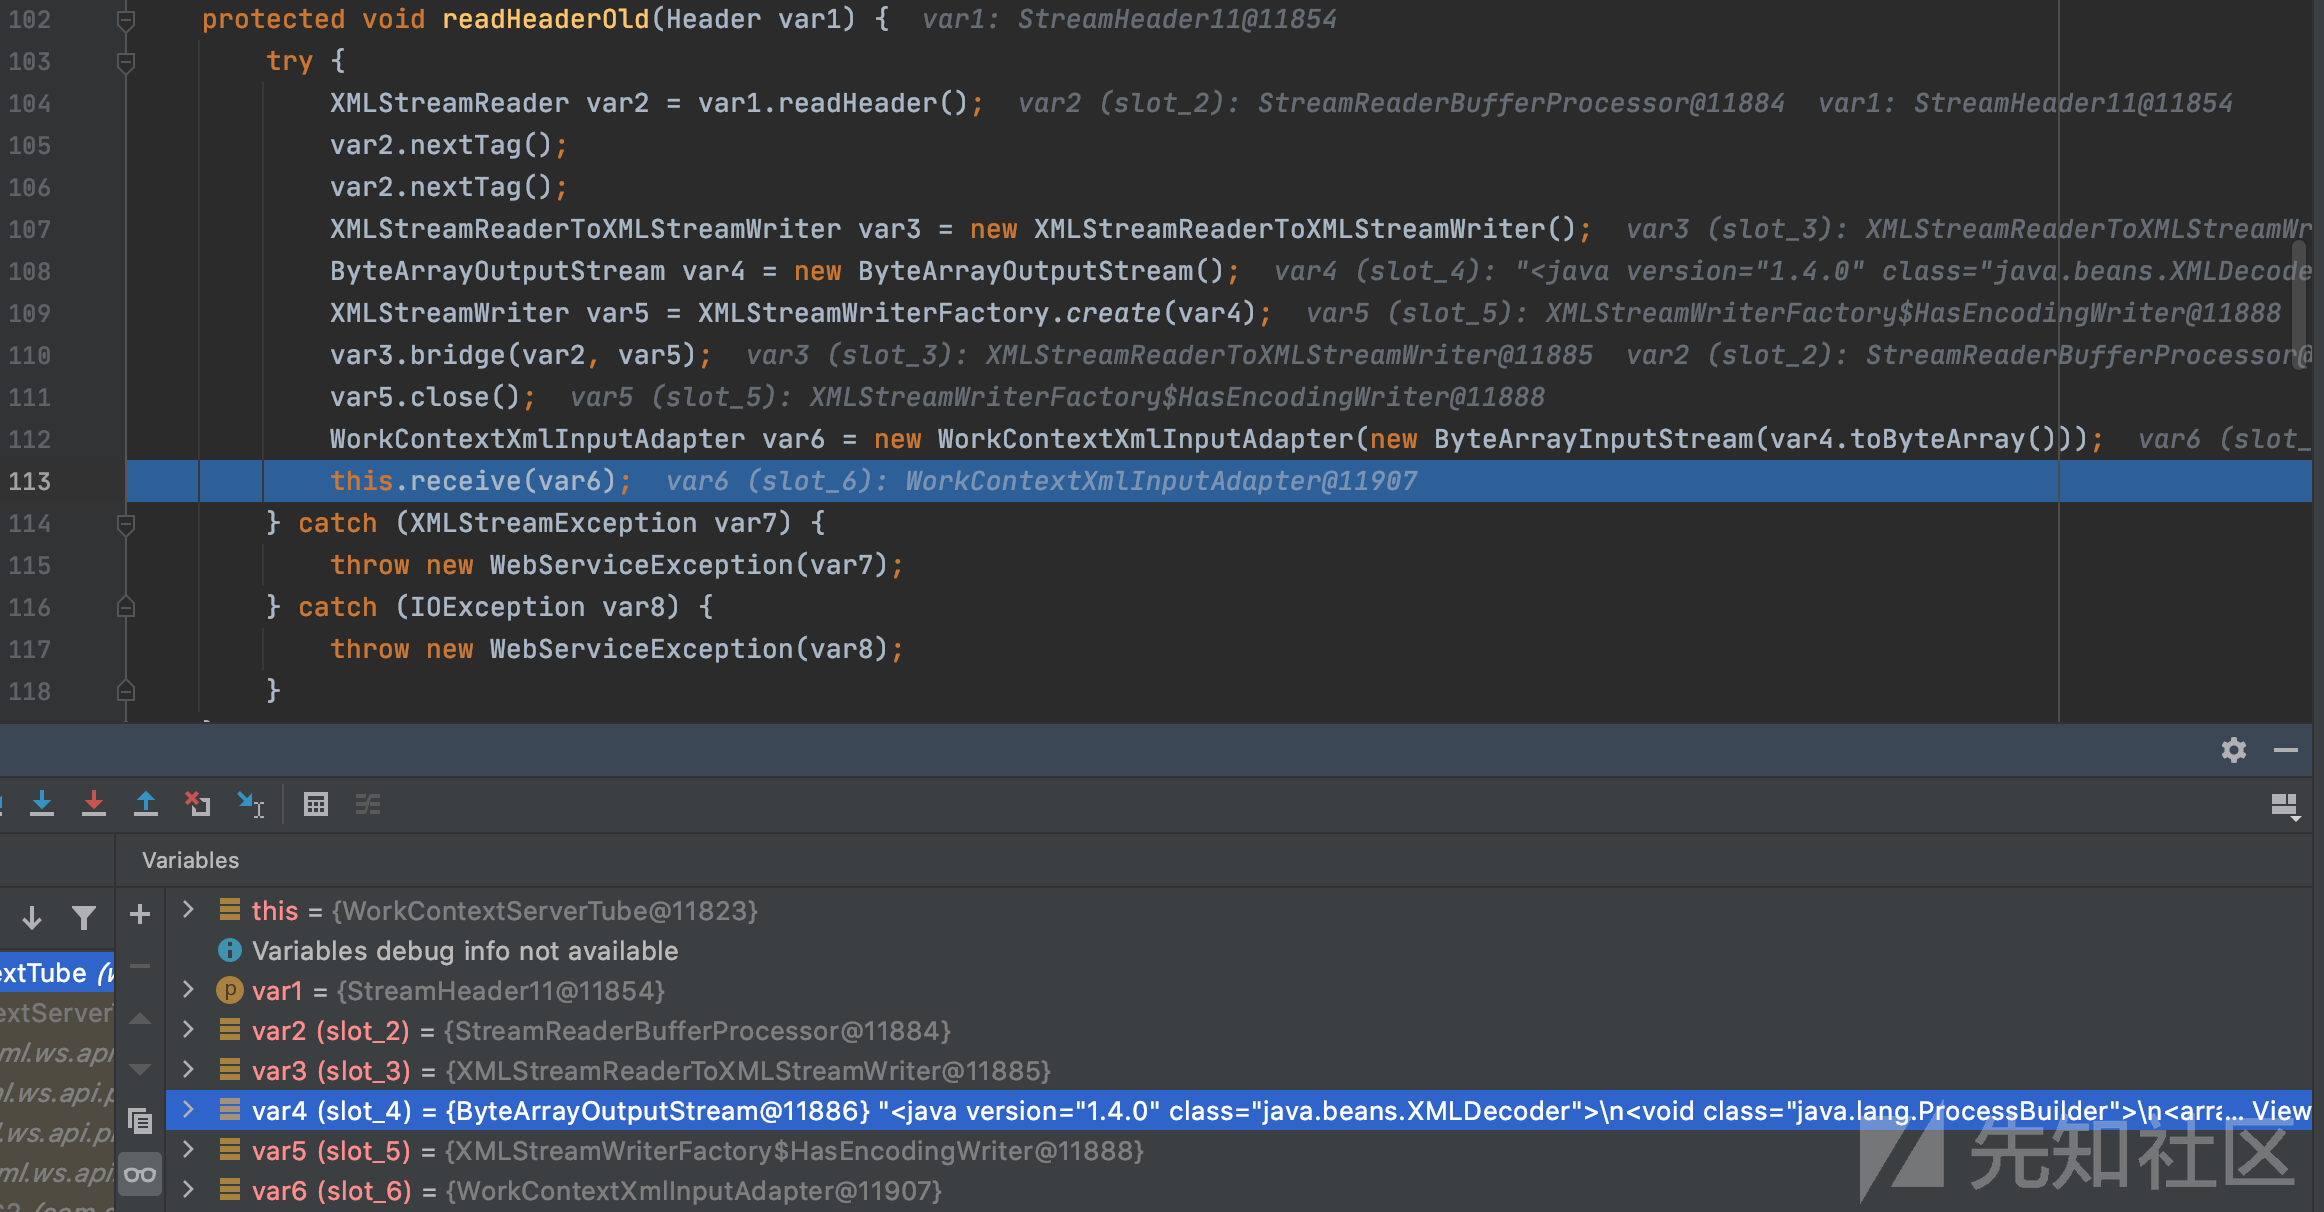 102 protected void readHeaderOld(Header var1) { var1: StreamHeader11@11854
103 try {
104 XMLStreamReader var2 = var1.readHeader(); var2 (slot_2): StreamReaderBufferProcessor@11884 var1: StreamHeader11@11854
105 var2.nextTag();
106 var2.nextTag();
107 XMLStreamReaderToXMLStreamWriter var3 = new XMLStreamReaderToXMLStreamWriter(); var3 (slot_3): XMLStreamReaderToXMLStreamWr
108 ByteArrayOutputStream var4 = new ByteArrayOutputStream(); var4 (slot_4): "<java version="1.4.0" class="java.beans.XMLDecode
109 XMLStreamWriter var5 = XMLStreamWriterFactory.create(var4); var5 (slot_5): XMLStreamWriterFactory$HasEncodingWriter@11888
110 var3.bridge(var2, var5); var3 (slot_3): XMLStreamReaderToXMLStreamWriter@11885 var2 (slot_2): StreamReaderBufferProcessor@
111 var5.close(); var5 (slot_5): XMLStreamWriterFactory$HasEncodingWriter@11888
112 WorkContextXmlInputAdapter var6 = new WorkContextXmlInputAdapter(new ByteArrayInputStream(var4.toByteArray())); var6 (slot_
113 this.receive(var6); var6 (slot_6): WorkContextXmlInputAdapter@11907
114 } catch (XMLStreamException var7) {
115 throw new WebServiceException(var7);
116 } catch (IOException var8) {
117 throw new WebServiceException(var8);
118 }
Variables
this = {WorkContextServerTube@11823}
Variables debug info not available
extTube (w
p var1 = {StreamHeader11@11854}
extServer
var2 (slot_2) = {StreamReaderBufferProcessor@11884}
ml.ws.api
var3 (slot_3) = {XMLStreamReaderToXMLStreamWriter@11885}
l.ws.api.p
var4 (slot_4) = {ByteArrayOutputStream@11886} "<java version="1.4.0" class="java.beans.XMLDecoder">\n<void class="java.lang.ProcessBuilder">\n<arra... View
.ws.api.pi
var5 (slot_5) = {XMLStreamWriterFactory$HasEncodingWriter@11888}
ml.ws.api.
var6 (slot_6) = {WorkContextXmlInputAdapter@11907}
先知社区